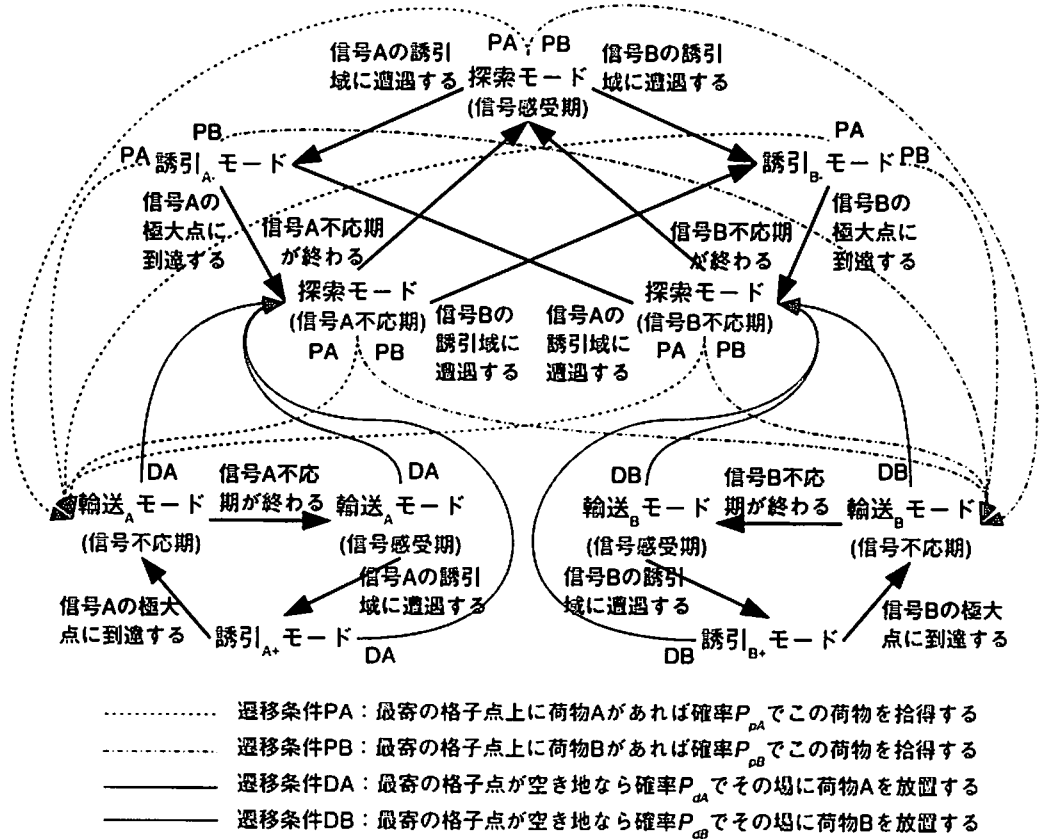 PA PB
信号Aの誘引
域に遭遇する
探索モード
(信号感受期)
信号Bの誘引
域に遭遇する
PB
PA 誘引A-モード
PA
誘引B-モード PB
信号Aの
極大点に
到達する
信号A不応期
が終わる
信号B不応期
が終わる
信号Bの
極大点に
到達する
探索モード
(信号A不応期)
PA PB
信号Bの
誘引域に
遭遇する
信号Aの
誘引域に
遭遇する
探索モード
(信号B不応期)
PA PB
DA
輸送Aモード
(信号不応期)
信号A不応
期が終わる
DA
輸送Aモード
(信号感受期)
DB
輸送Bモード
(信号感受期)
信号B不応
期が終わる
DB
輸送Bモード
(信号不応期)
信号Aの極大
点に到達する
信号Aの誘引
域に遭遇する
誘引A+モード
DA
信号Bの誘引
域に遭遇する
DB 誘引B+モード
信号Bの極大
点に到達する
遷移条件PA：最寄の格子点上に荷物Aがあれば確率PpAでこの荷物を拾得する
遷移条件PB：最寄の格子点上に荷物Bがあれば確率PpBでこの荷物を拾得する
遷移条件DA：最寄の格子点が空き地なら確率PdAでその場に荷物Aを放置する
遷移条件DB：最寄の格子点が空き地なら確率PdBでその場に荷物Bを放置する